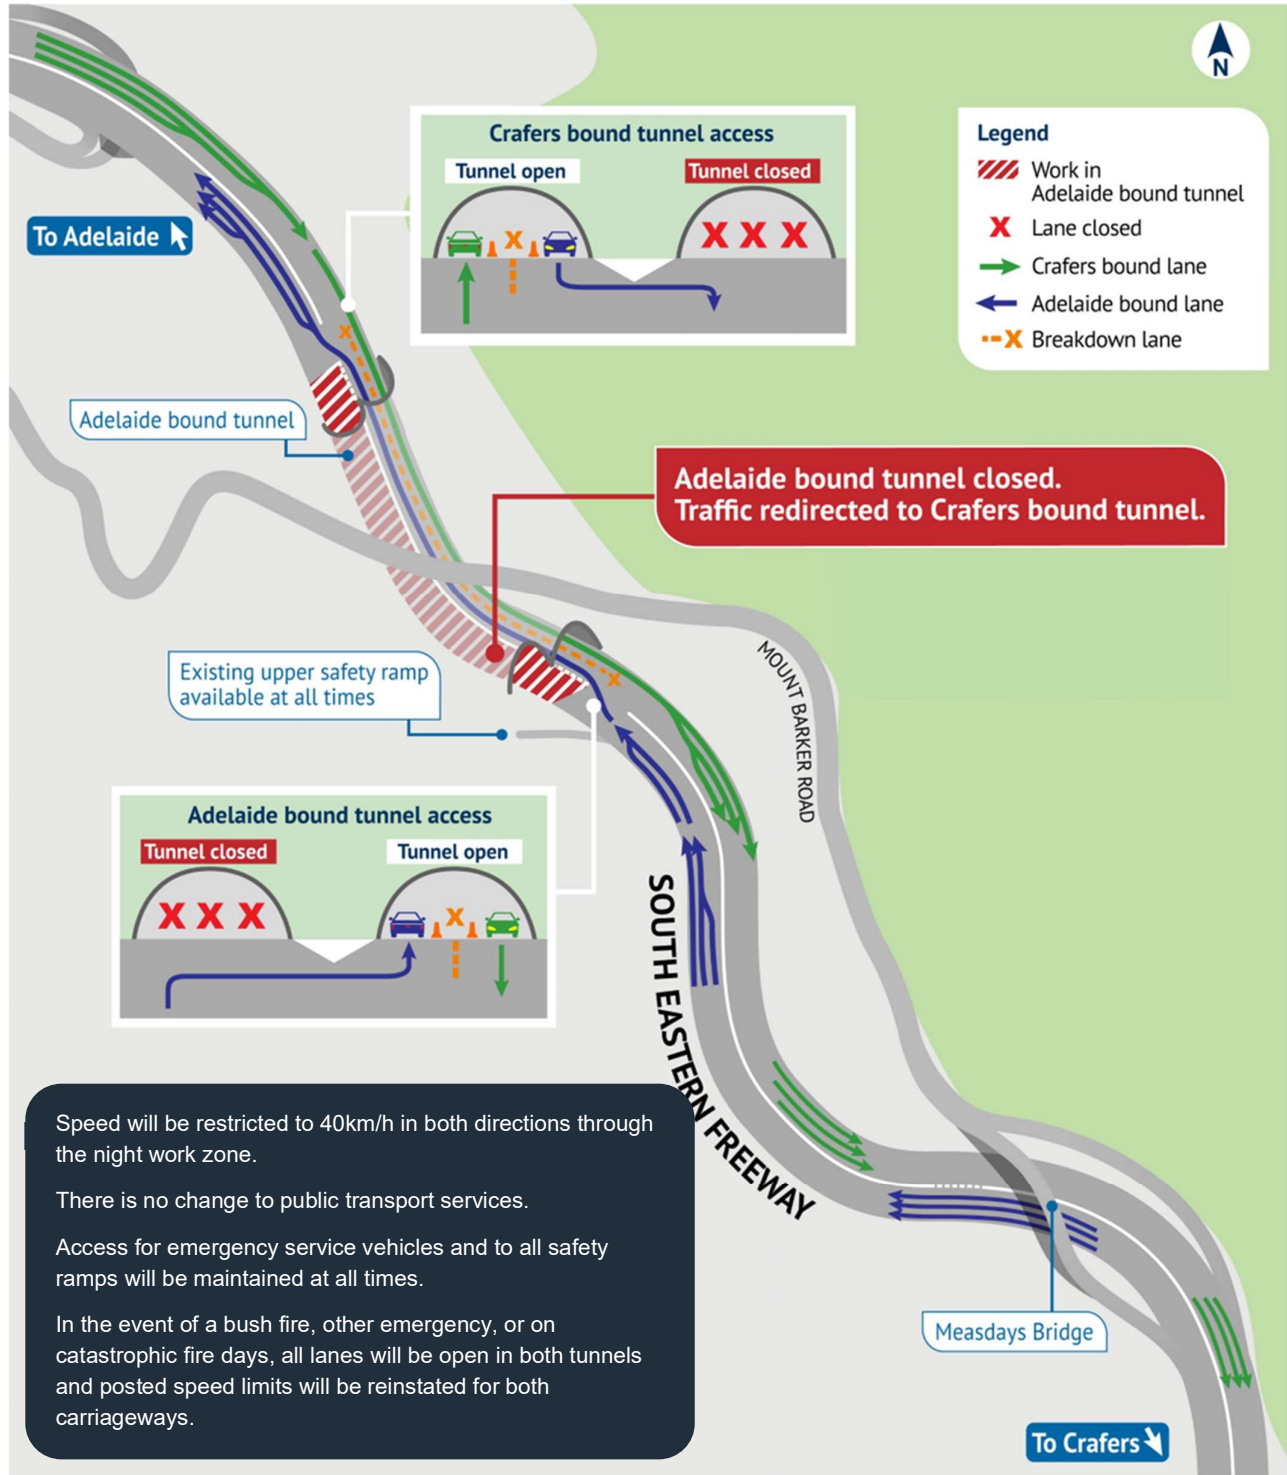 N
Legend
Work in
Adelaide bound tunnel
X Lane closed
Crafers bound lane
Adelaide bound lane
X Breakdown lane
Crafers bound tunnel access
Tunnel open
Tunnel closed
X
X X X
To Adelaide
X
Adelaide bound tunnel
Adelaide bound tunnel closed.
Traffic redirected to Crafers bound tunnel.
Existing upper safety ramp
available at all times
X
MOUNT BARKER ROAD
Adelaide bound tunnel access
Tunnel closed
Tunnel open
X X X
X
SOUTH EASTERN FREEWAY
Speed will be restricted to 40km/h in both directions through
the night work zone.
There is no change to public transport services.
Access for emergency service vehicles and to all safety
ramps will be maintained at all times.
In the event of a bush fire, other emergency, or on
catastrophic fire days, all lanes will be open in both tunnels
and posted speed limits will be reinstated for both
carriageways.
Measdays Bridge
To Crafers